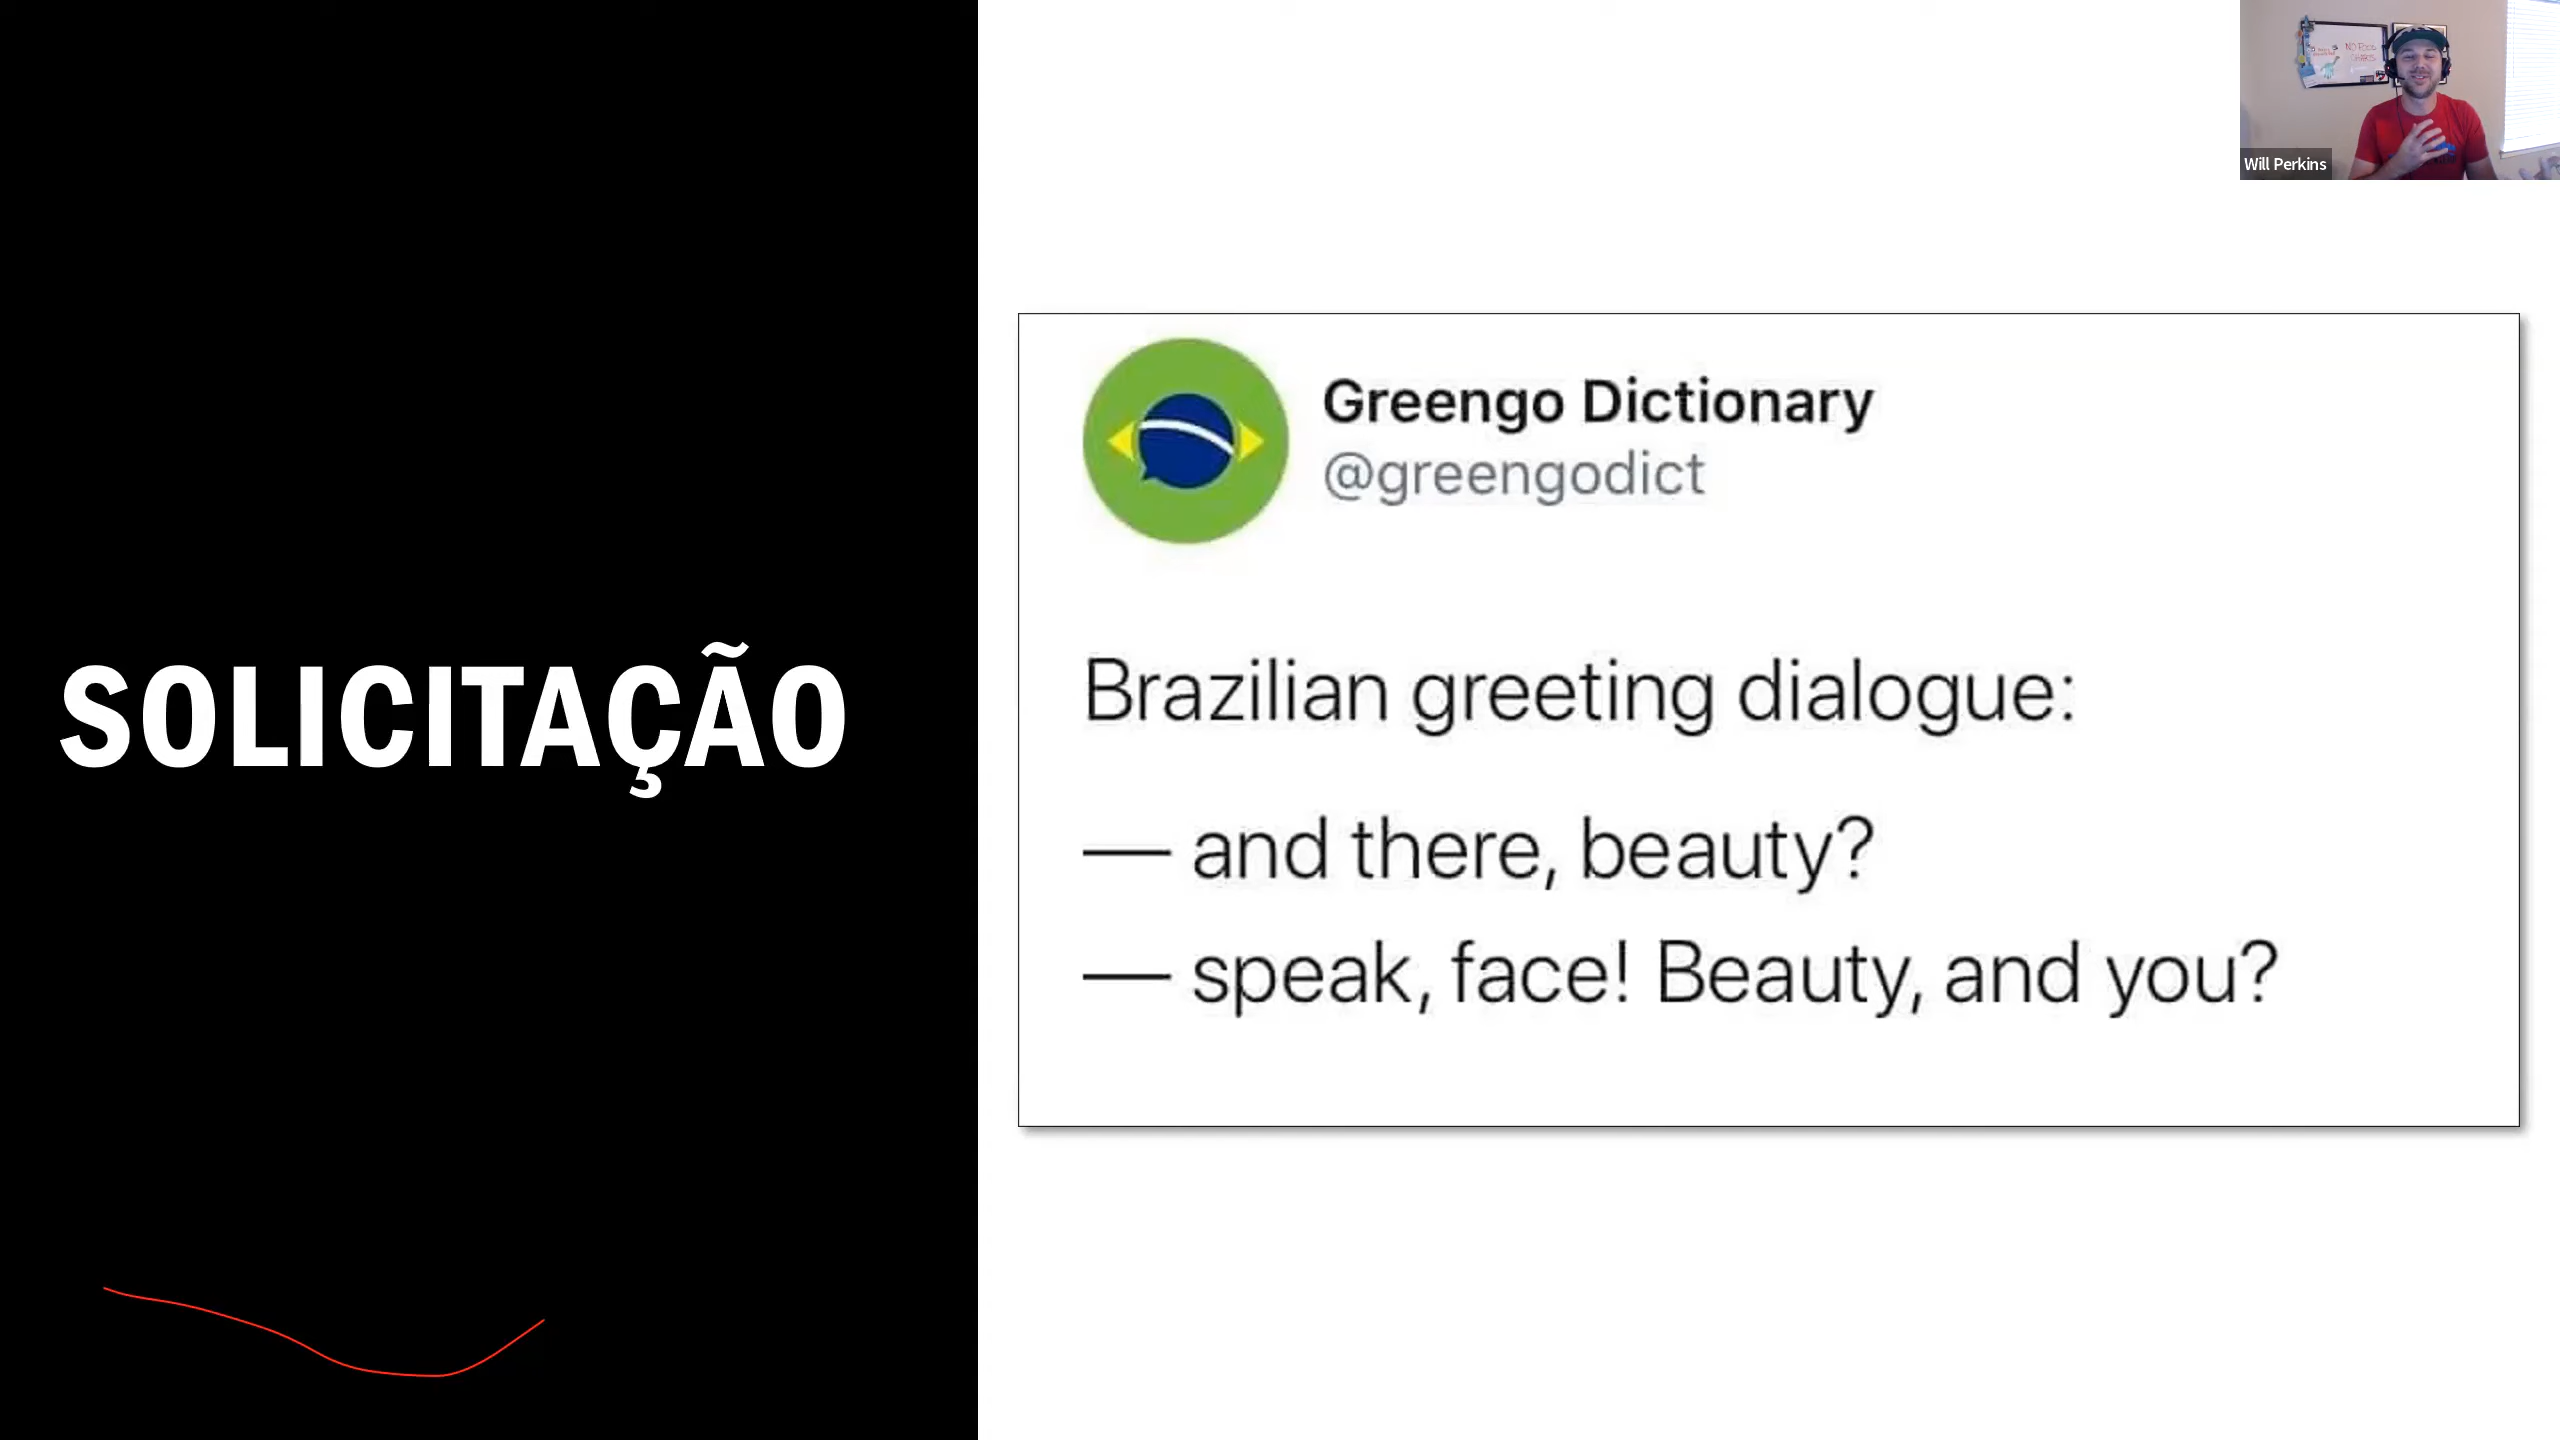 SOLICITAÇÃO
Greengo Dictionary
@greengodict
Brazilian greeting dialogue:
— and there, beauty?
— speak, face! Beauty, and you?
Will Perkins